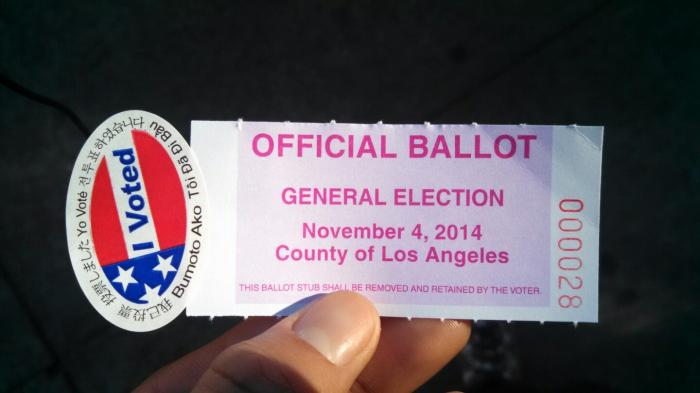 I Voted
Yo Voté
전 투표 하였습니다
Tôi Đã Đi Bầu
Bumoto Ako
我已投票
投票しました
OFFICIAL BALLOT
GENERAL ELECTION
November 4, 2014
County of Los Angeles
THIS BALLOT STUB SHALL BE REMOVED AND RETAINED BY THE VOTER.
000028